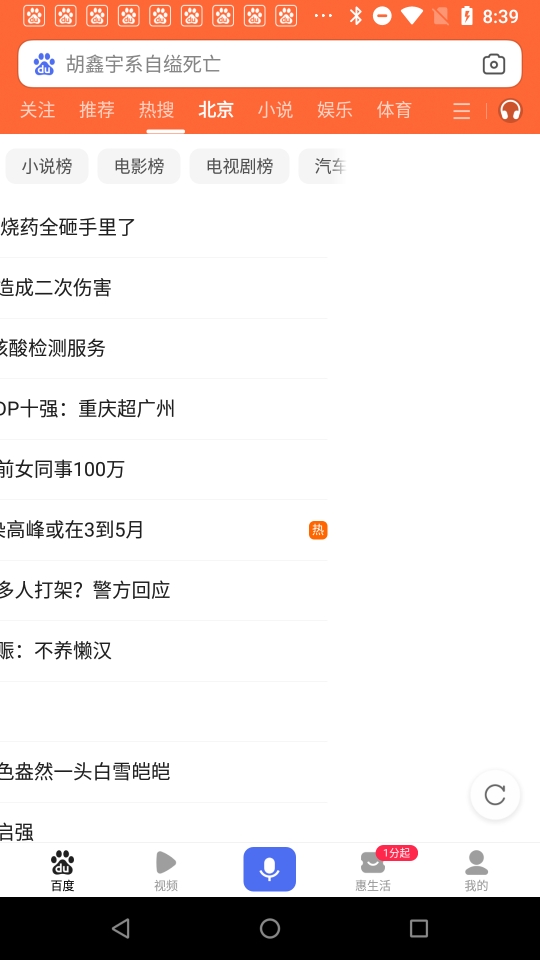 8:39
du 胡鑫宇系自缢死亡
关注 推荐 热搜 北京 小说 娱乐 体育
小说榜 电影榜 电视剧榜 汽车
烧药全砸手里了
造成二次伤害
核酸检测服务
DP十强：重庆超广州
前女同事100万
染高峰或在3到5月 热
多人打架？警方回应
赈：不养懒汉
色盎然一头白雪皑皑
启强
1分起
du
百度 视频 惠生活 我的